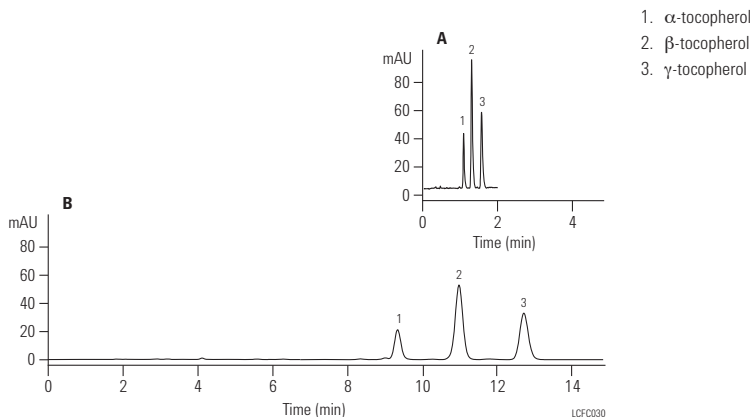 1. α-tocopherol
2. β-tocopherol
3. γ-tocopherol
A
mAU
80
60
40
20
0
1
2
3
0 2 4
Time (min)
B
mAU
80
60
40
20
0
1
2
3
0 2 4 6 8 10 12 14
Time (min)
LCFC030